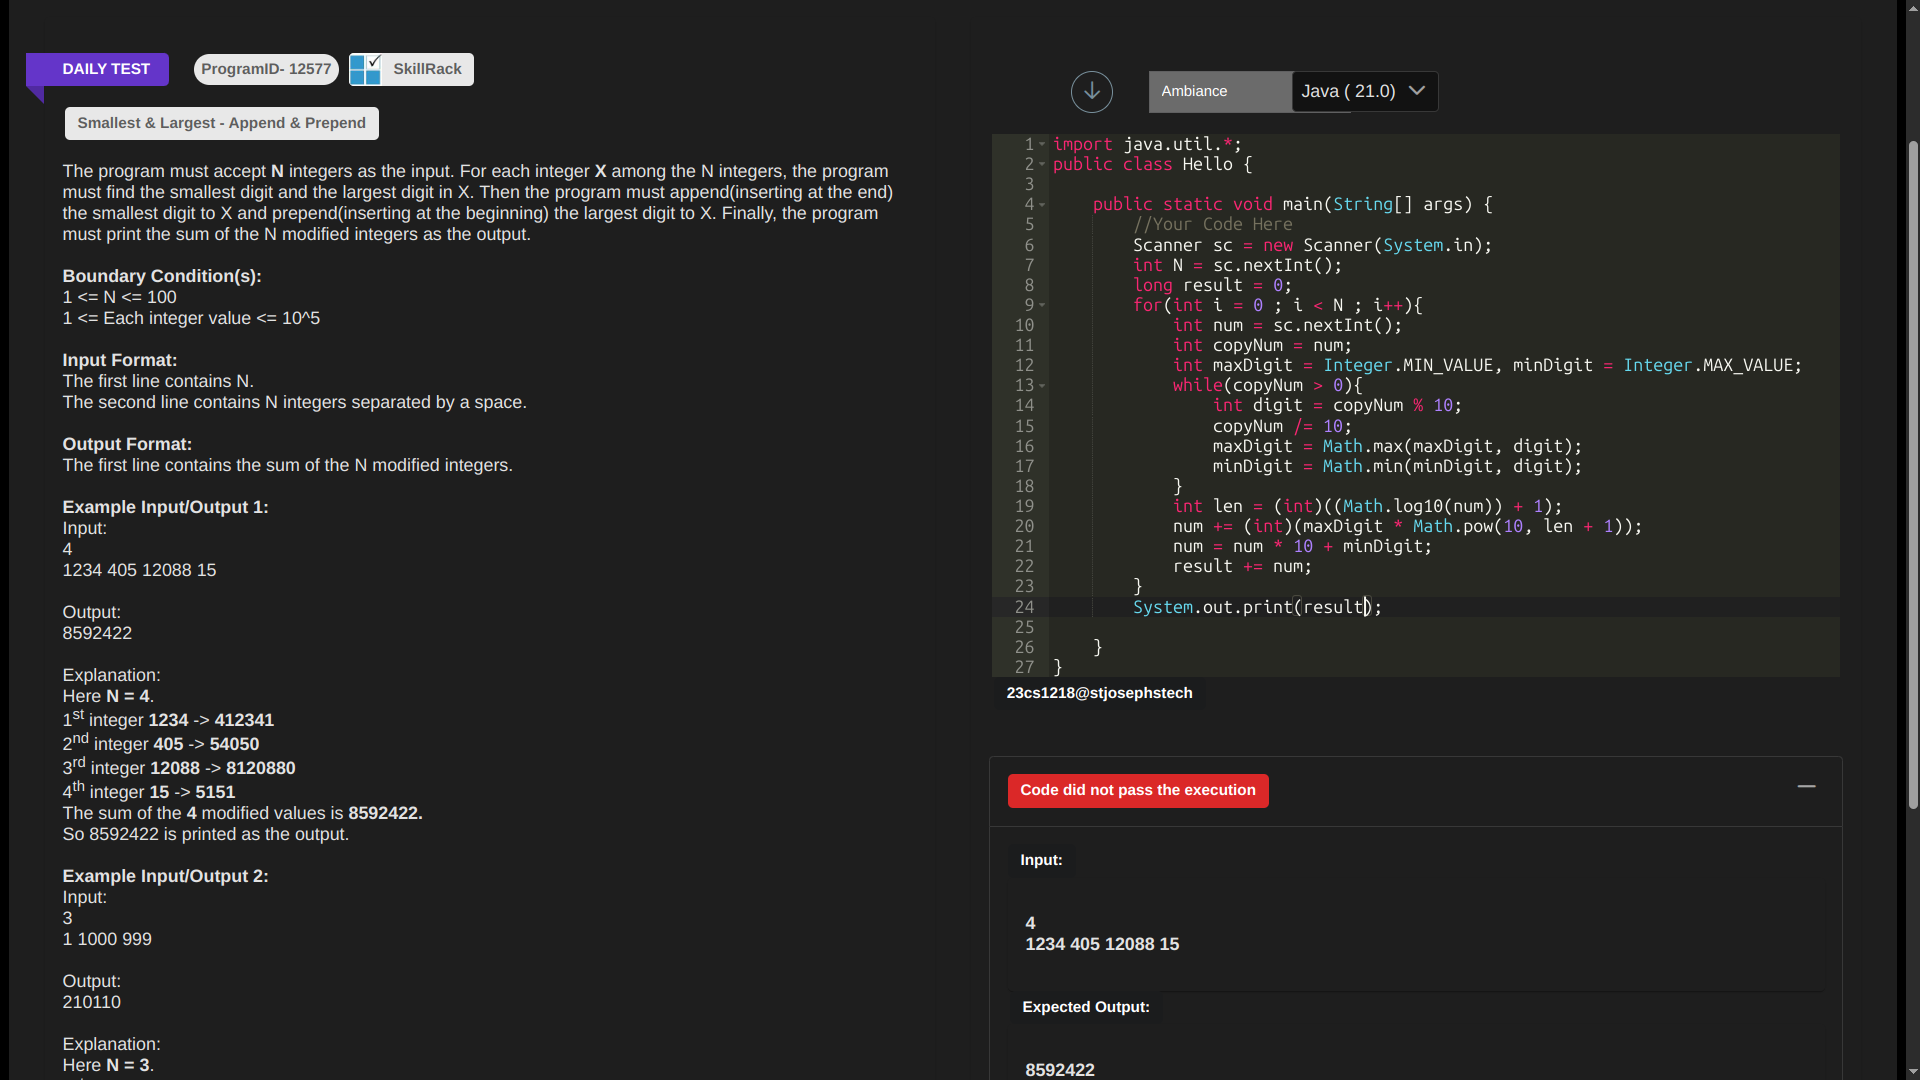 DAILY TEST
ProgramID- 12577
SkillRack
Smallest & Largest - Append & Prepend
The program must accept N integers as the input. For each integer X among the N integers, the program
must find the smallest digit and the largest digit in X. Then the program must append(inserting at the end)
the smallest digit to X and prepend(inserting at the beginning) the largest digit to X. Finally, the program
must print the sum of the N modified integers as the output.
Boundary Condition(s):
1 <= N <= 100
1 <= Each integer value <= 10^5
Input Format:
The first line contains N.
The second line contains N integers separated by a space.
Output Format:
The first line contains the sum of the N modified integers.
Example Input/Output 1:
Input:
4
1234 405 12088 15
Output:
8592422
Explanation:
Here N = 4.
1st integer 1234 -> 412341
2nd integer 405 -> 54050
3rd integer 12088 -> 8120880
4th integer 15 -> 5151
The sum of the 4 modified values is 8592422.
So 8592422 is printed as the output.
Example Input/Output 2:
Input:
3
1 1000 999
Output:
210110
Explanation:
Here N = 3.
Ambiance
Java ( 21.0)
1 import java.util.*;
2 public class Hello {
3
4 public static void main(String[] args) {
5 //Your Code Here
6 Scanner sc = new Scanner(System.in);
7 int N = sc.nextInt();
8 long result = 0;
9 for(int i = 0 ; i < N ; i++){
10 int num = sc.nextInt();
11 int copyNum = num;
12 int maxDigit = Integer.MIN_VALUE, minDigit = Integer.MAX_VALUE;
13 while(copyNum > 0){
14 int digit = copyNum % 10;
15 copyNum /= 10;
16 maxDigit = Math.max(maxDigit, digit);
17 minDigit = Math.min(minDigit, digit);
18 }
19 int len = (int)((Math.log10(num)) + 1);
20 num += (int)(maxDigit * Math.pow(10, len + 1));
21 num = num * 10 + minDigit;
22 result += num;
23 }
24 System.out.print(result);
25
26 }
27 }
23cs1218@stjosephstech
Code did not pass the execution
Input:
4
1234 405 12088 15
Expected Output:
8592422